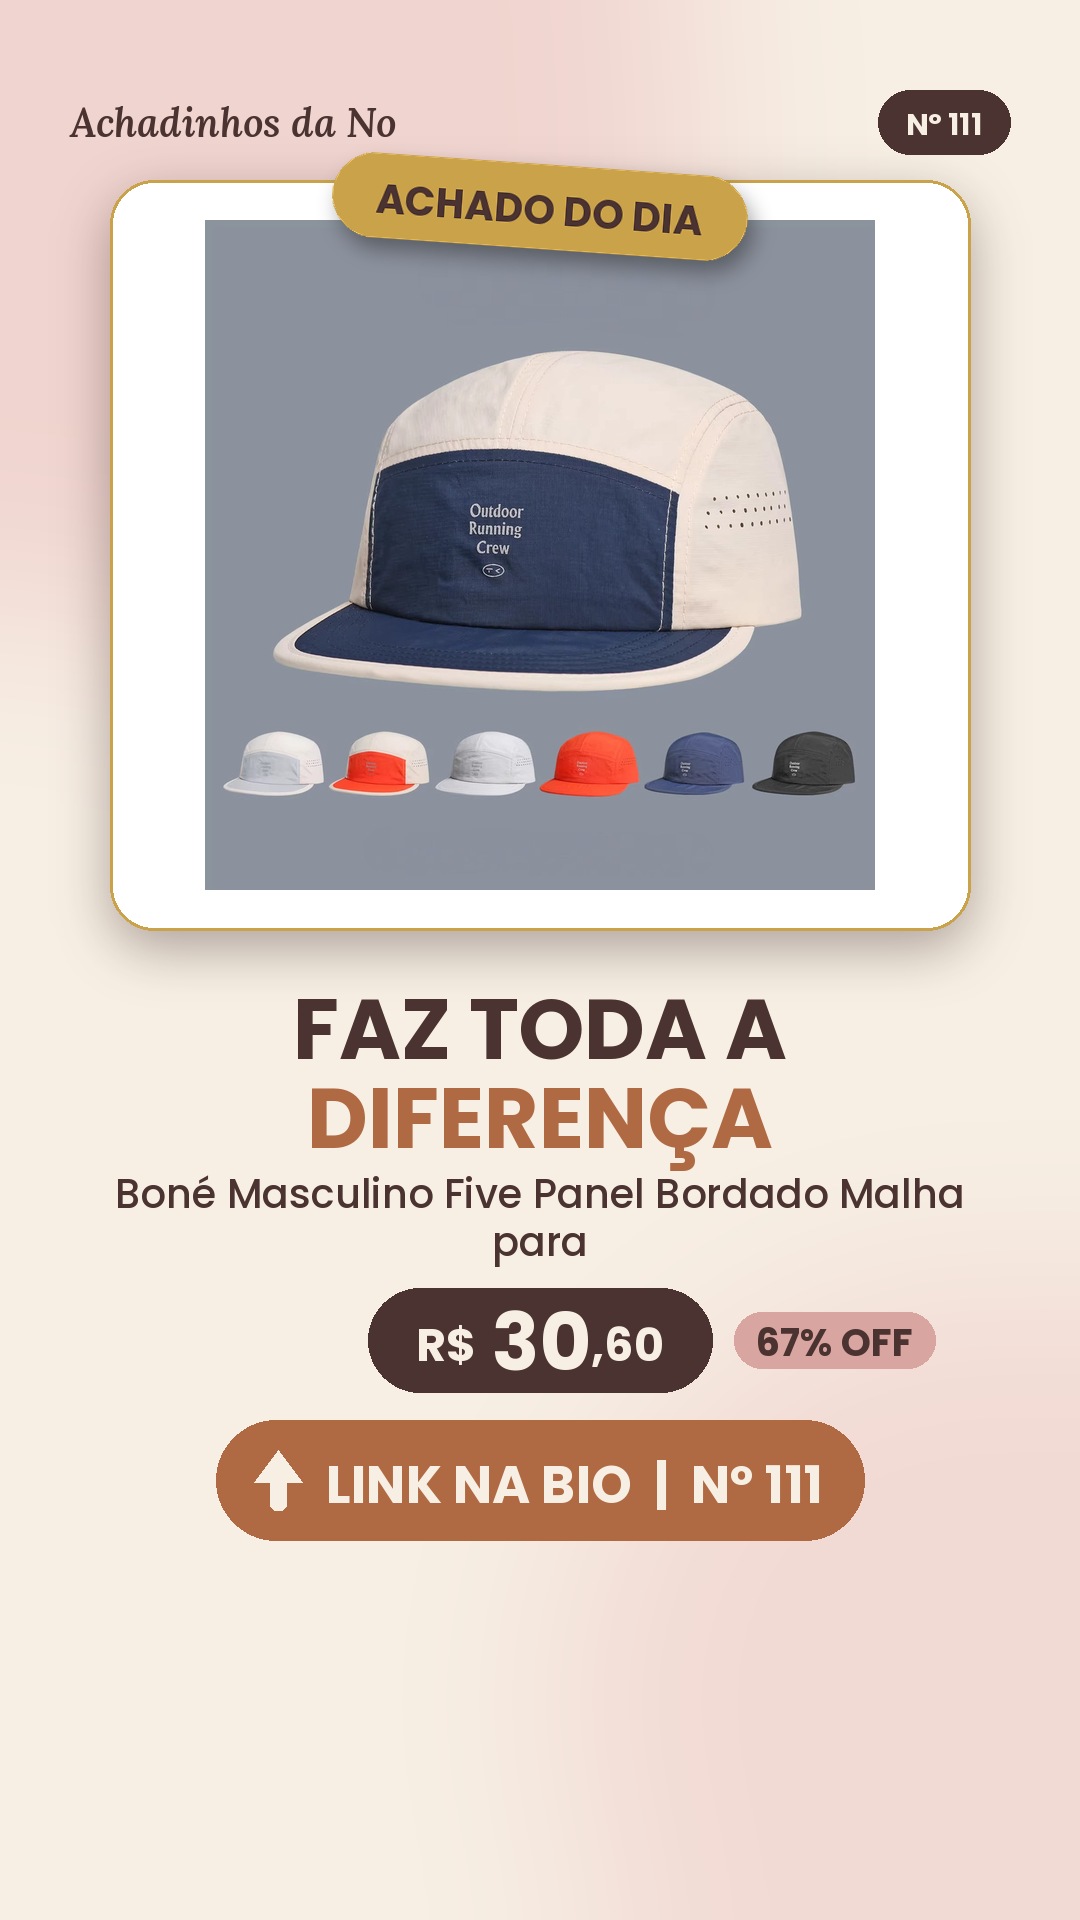 Achadinhos da No
Nº 111
ACHADO DO DIA
Outdoor
Running
Crew
FAZ TODA A
DIFERENÇA
Boné Masculino Five Panel Bordado Malha
para
R$ 30,60
67% OFF
LINK NA BIO | Nº 111